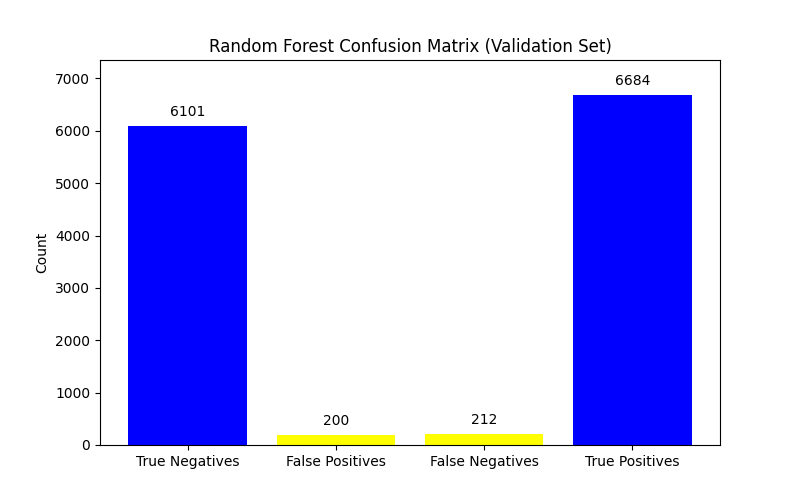 Random Forest Confusion Matrix (Validation Set)
7000
6000
5000
4000
3000
2000
1000
0
Count
6101
200
212
6684
True Negatives
False Positives
False Negatives
True Positives